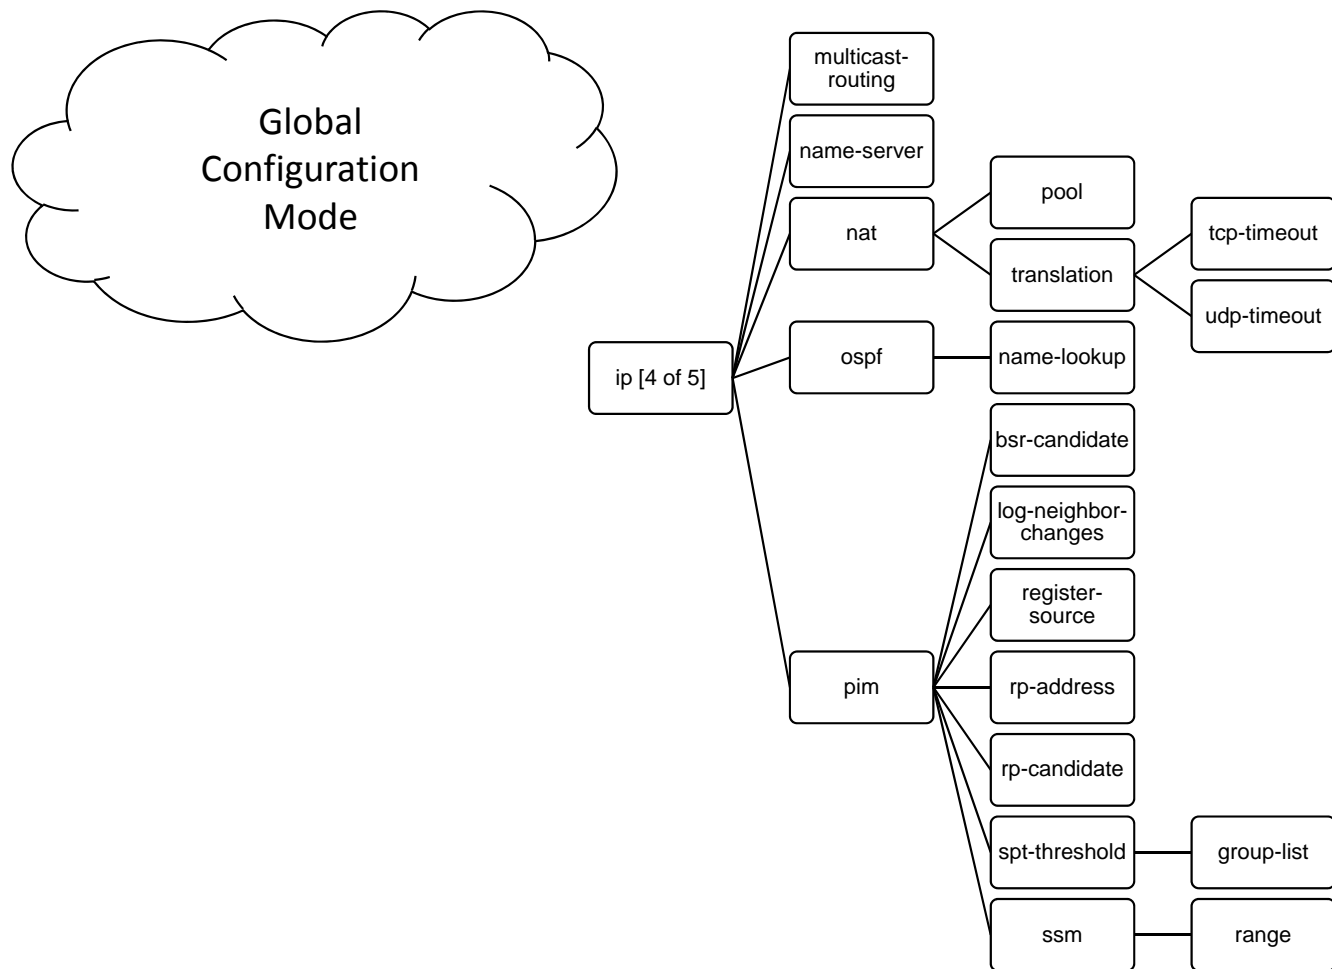 Global
Configuration
Mode
ip [4 of 5]
multicast-
routing
name-server
nat
pool
translation
tcp-timeout
udp-timeout
ospf
name-lookup
pim
bsr-candidate
log-neighbor-
changes
register-
source
rp-address
rp-candidate
spt-threshold
group-list
ssm
range